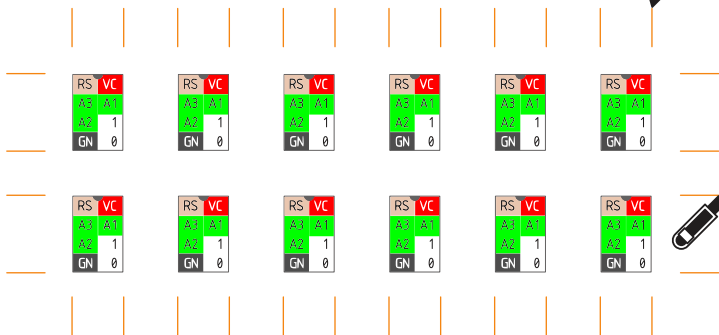 RS VC RS VC RS VC RS VC RS VC RS VC
A3 A1 A3 A1 A3 A1 A3 A1 A3 A1 A3 A1
A2 1 A2 1 A2 1 A2 1 A2 1 A2 1
GN 0 GN 0 GN 0 GN 0 GN 0 GN 0
RS VC RS VC RS VC RS VC RS VC RS VC
A3 A1 A3 A1 A3 A1 A3 A1 A3 A1 A3 A1
A2 1 A2 1 A2 1 A2 1 A2 1 A2 1
GN 0 GN 0 GN 0 GN 0 GN 0 GN 0